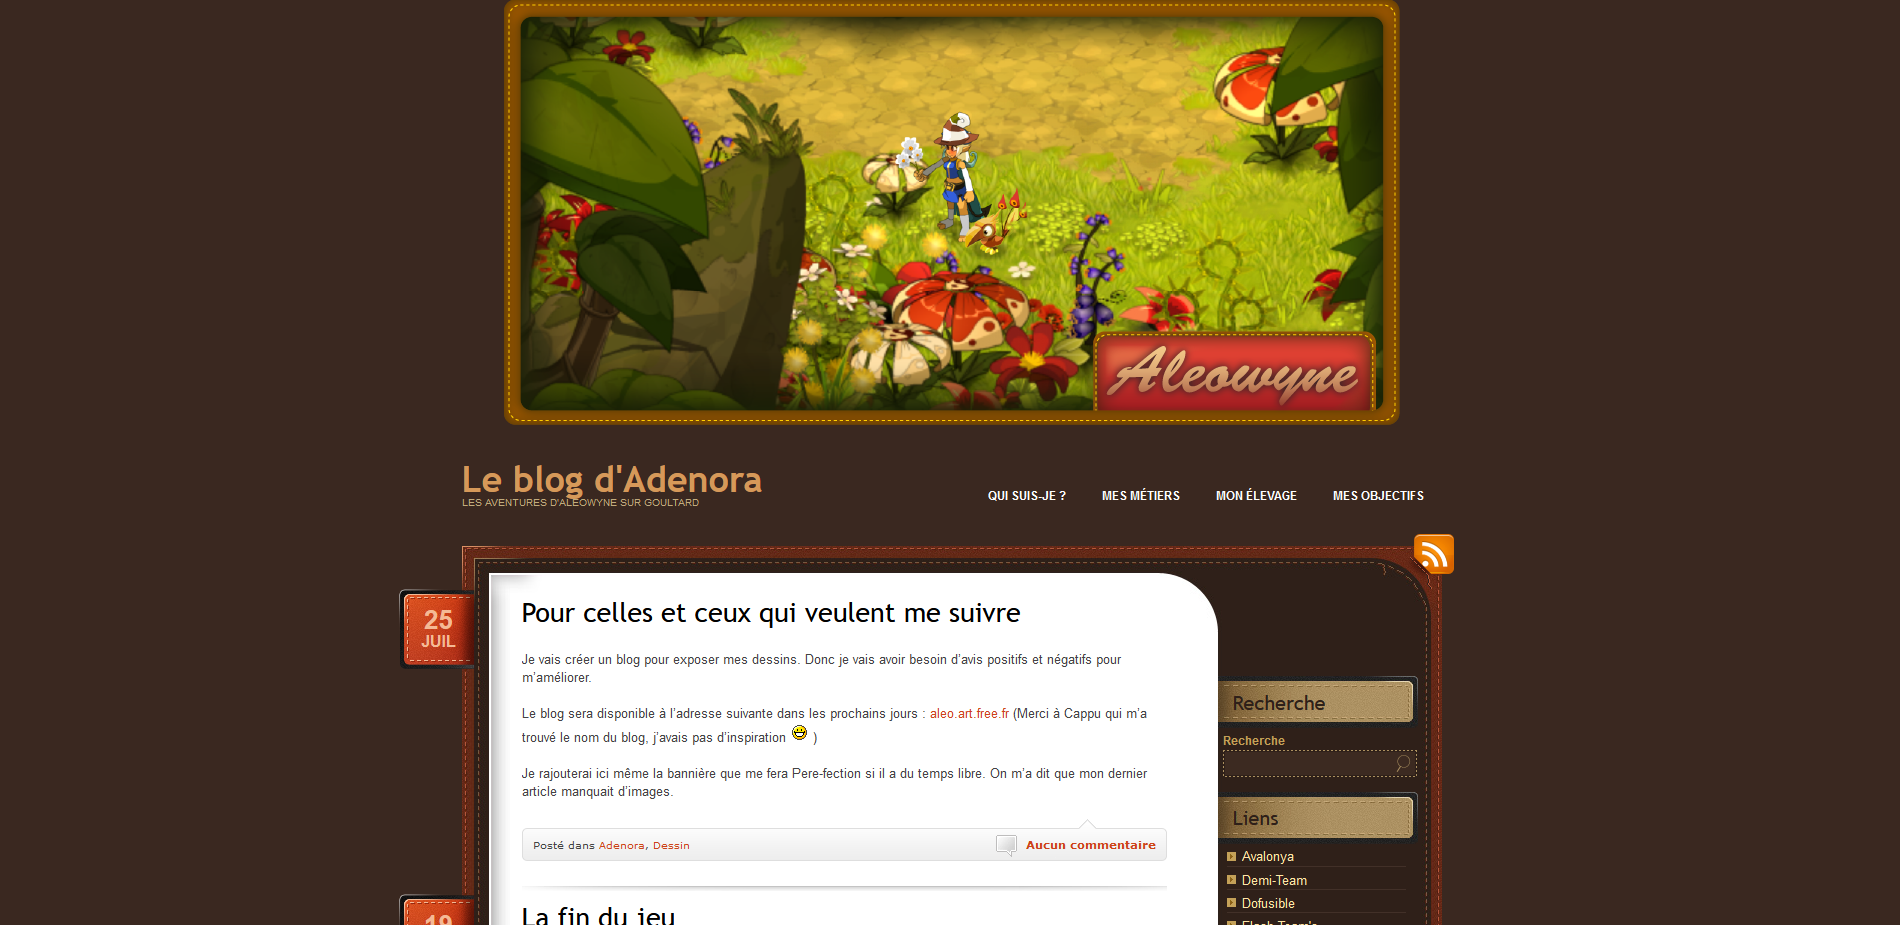 Aleowyne
Le blog d'Adenora
LES AVENTURES D'ALEOWYNE SUR GOULTARD
QUI SUIS-JE ?
MES MÉTIERS
MON ÉLEVAGE
MES OBJECTIFS
25
JUIL
Pour celles et ceux qui veulent me suivre
Je vais créer un blog pour exposer mes dessins. Donc je vais avoir besoin d’avis positifs et négatifs pour
m’améliorer.
Le blog sera disponible à l’adresse suivante dans les prochains jours : aleo.art.free.fr (Merci à Cappu qui m’a
trouvé le nom du blog, j’avais pas d’inspiration )
Je rajouterai ici même la bannière que me fera Pere-fection si il a du temps libre. On m’a dit que mon dernier
article manquait d’images.
Posté dans Adenora, Dessin
Aucun commentaire
19
La fin du jeu
Recherche
Recherche
Liens
Avalonya
Demi-Team
Dofusible
Flash Team's